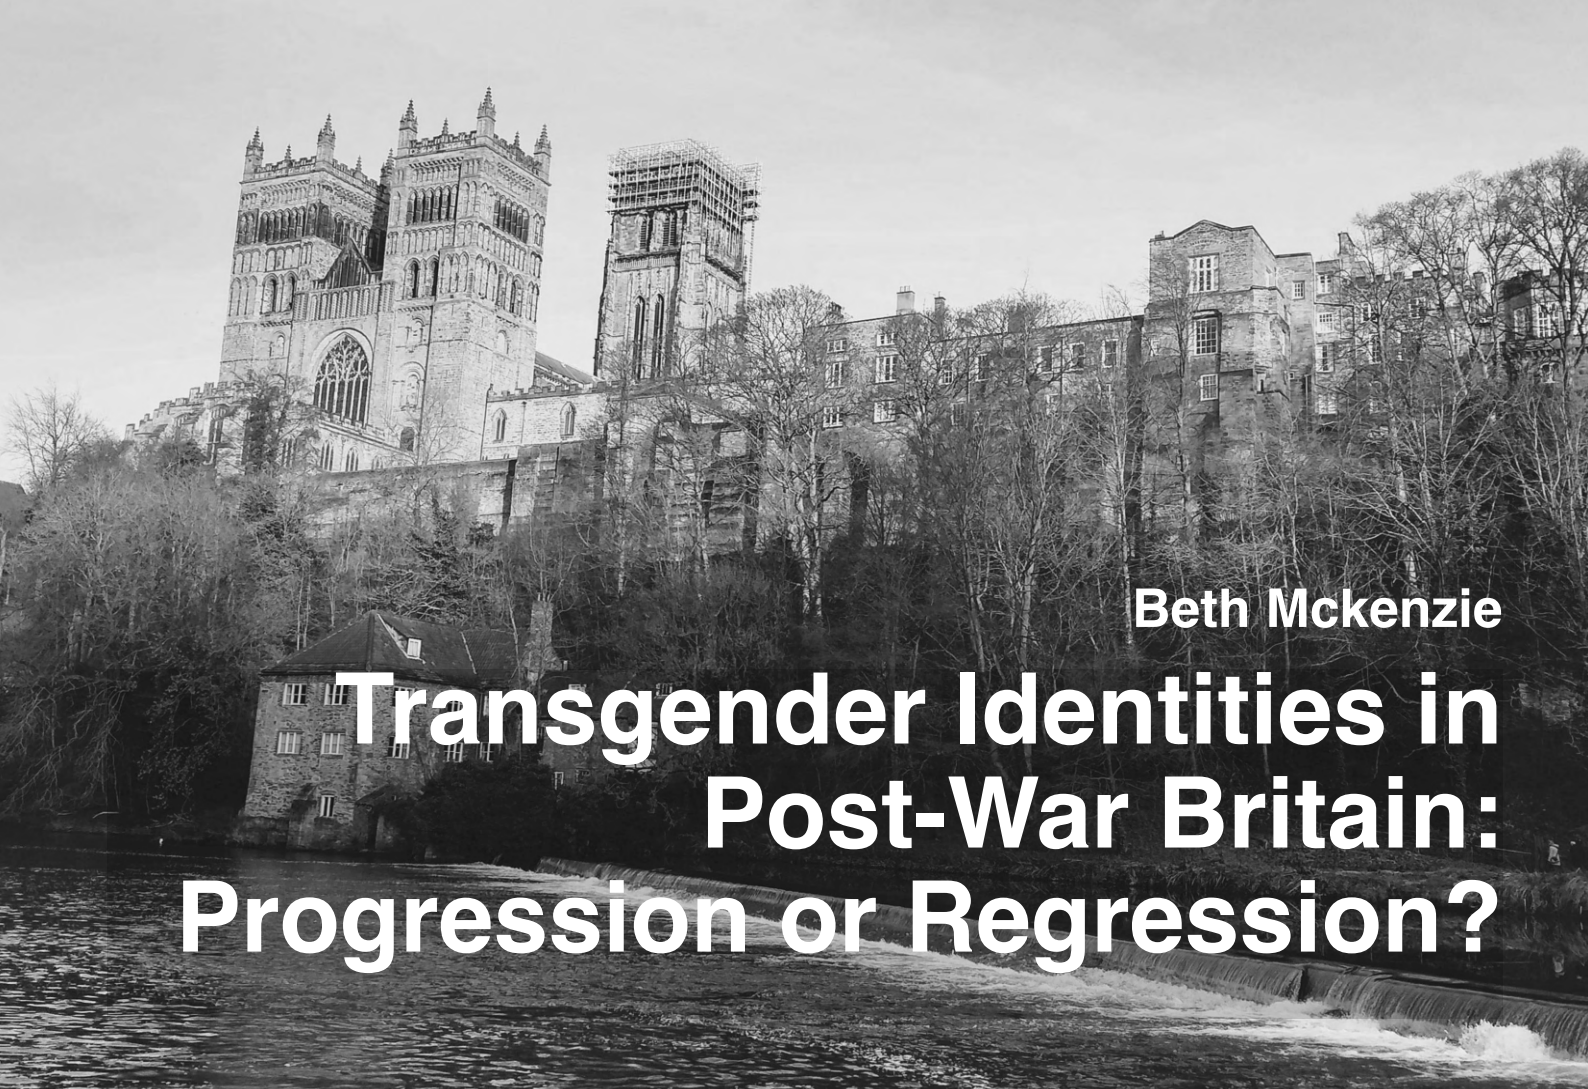 Beth Mckenzie
Transgender Identities in
Post-War Britain:
Progression or Regression?